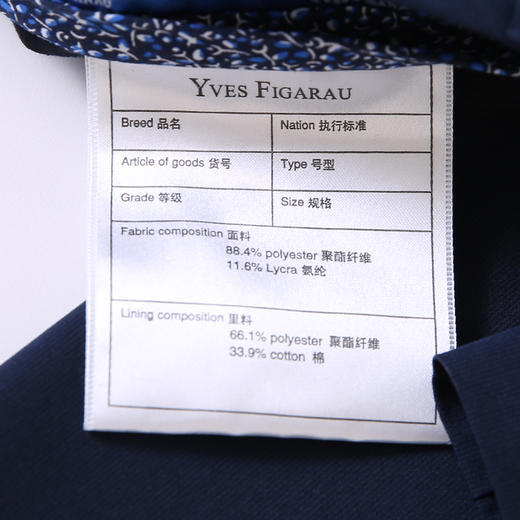 YVES FIGARAU
Breed 品名
Nation 执行标准
Article of goods 货号
Type 号型
Grade 等级
Size 规格
Fabric composition 面料
88.4% polyester 聚酯纤维
11.6% Lycra 氨纶
Lining composition 里料
66.1% polyester 聚酯纤维
33.9% cotton 棉